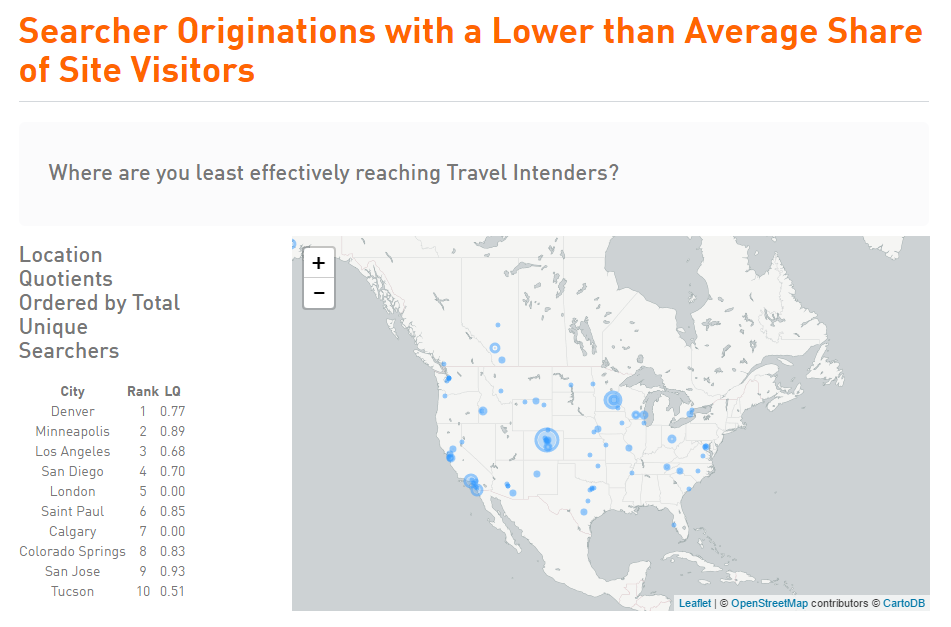 Searcher Originations with a Lower than Average Share
of Site Visitors
Where are you least effectively reaching Travel Intenders?
Location
Quotients
Ordered by Total
Unique
Searchers
City Rank LQ
Denver 1 0.77
Minneapolis 2 0.89
Los Angeles 3 0.68
San Diego 4 0.70
London 5 0.00
Saint Paul 6 0.85
Calgary 7 0.00
Colorado Springs 8 0.83
San Jose 9 0.93
Tucson 10 0.51
+
−
Leaflet | © OpenStreetMap contributors © CartoDB